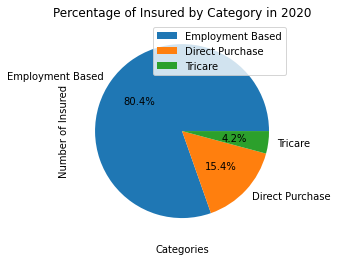 Percentage of Insured by Category in 2020
Employment Based
Direct Purchase
Tricare
Employment Based
80.4%
Number of Insured
4.2%
Tricare
15.4%
Direct Purchase
Categories